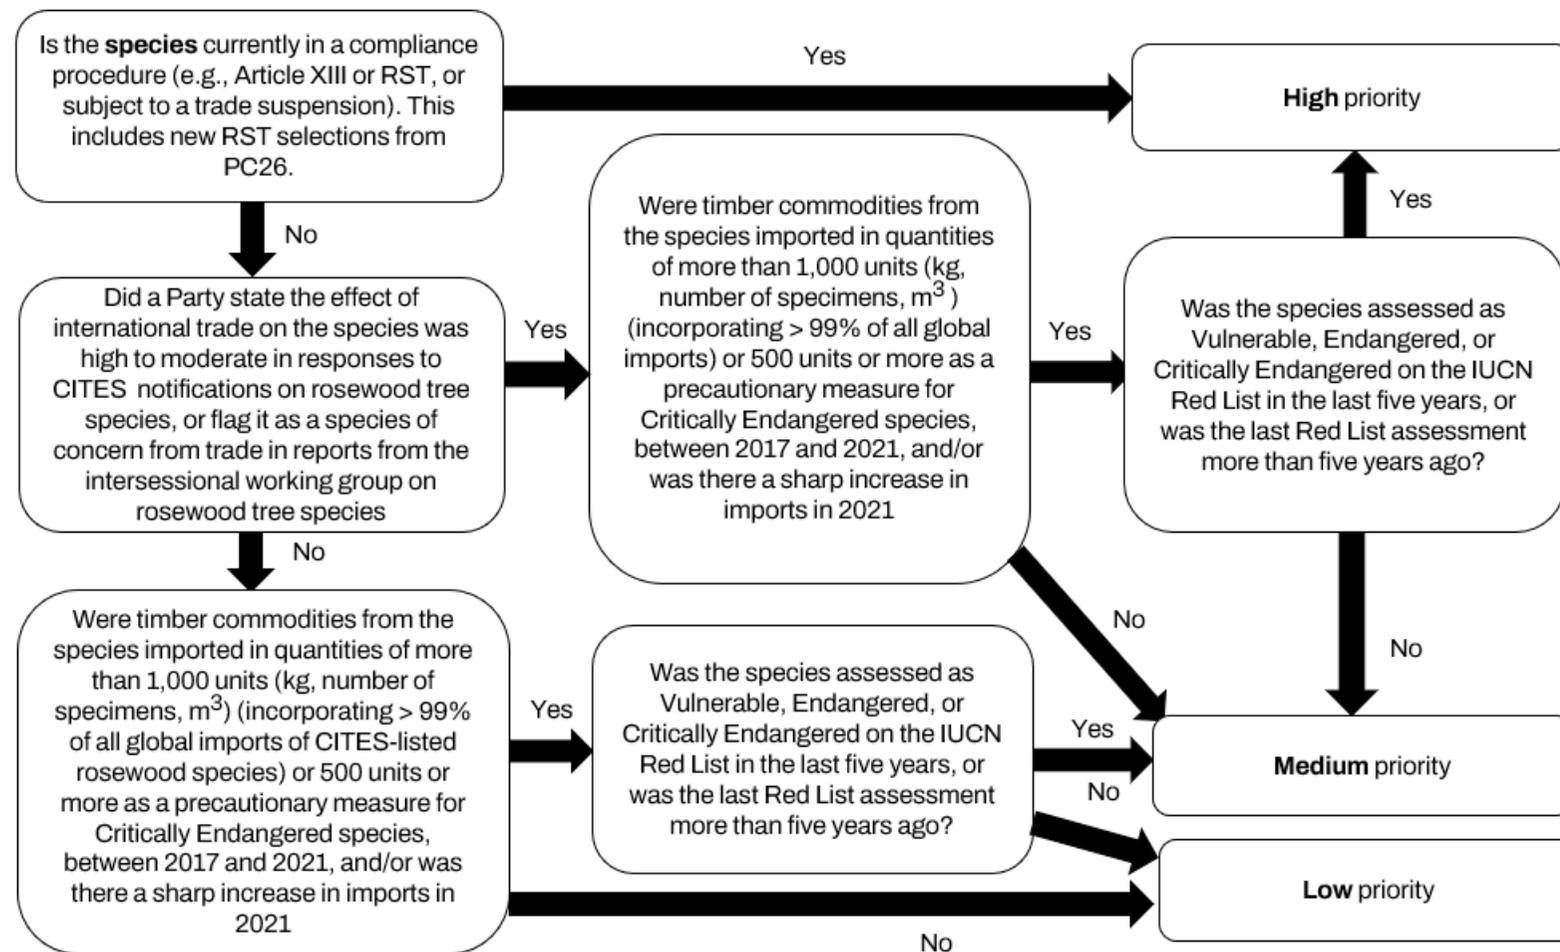 Is the species currently in a compliance
procedure (e.g., Article XIII or RST, or
subject to a trade suspension). This
includes new RST selections from
PC26.
Yes
High priority
No
Did a Party state the effect of
international trade on the species was
high to moderate in responses to
CITES notifications on rosewood tree
species, or flag it as a species of
concern from trade in reports from the
intersessional working group on
rosewood tree species
Yes
Were timber commodities from
the species imported in quantities
of more than 1,000 units (kg,
number of specimens, m³ )
(incorporating > 99% of all global
imports) or 500 units or more as a
precautionary measure for
Critically Endangered species,
between 2017 and 2021, and/or
was there a sharp increase in
imports in 2021
Yes
Was the species assessed as
Vulnerable, Endangered, or
Critically Endangered on the IUCN
Red List in the last five years, or
was the last Red List assessment
more than five years ago?
Yes
No
No
No
Were timber commodities from the
species imported in quantities of more
than 1,000 units (kg, number of
specimens, m³) (incorporating > 99%
of all global imports of CITES-listed
rosewood species) or 500 units or
more as a precautionary measure for
Critically Endangered species,
between 2017 and 2021, and/or was
there a sharp increase in imports in
2021
Yes
Was the species assessed as
Vulnerable, Endangered, or
Critically Endangered on the IUCN
Red List in the last five years, or
was the last Red List assessment
more than five years ago?
Yes
No
Medium priority
Low priority
No